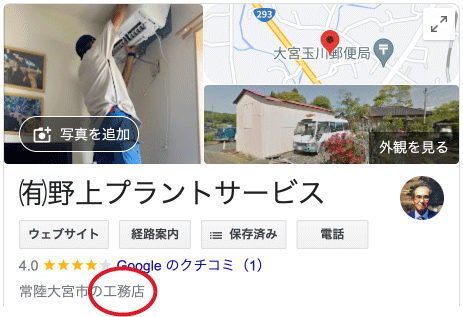 293
大宮玉川郵便局
写真を追加
外観を見る
㈲野上プラントサービス
ウェブサイト 経路案内 保存済み 電話
4.0 Google のクチコミ（1）
常陸大宮市の工務店